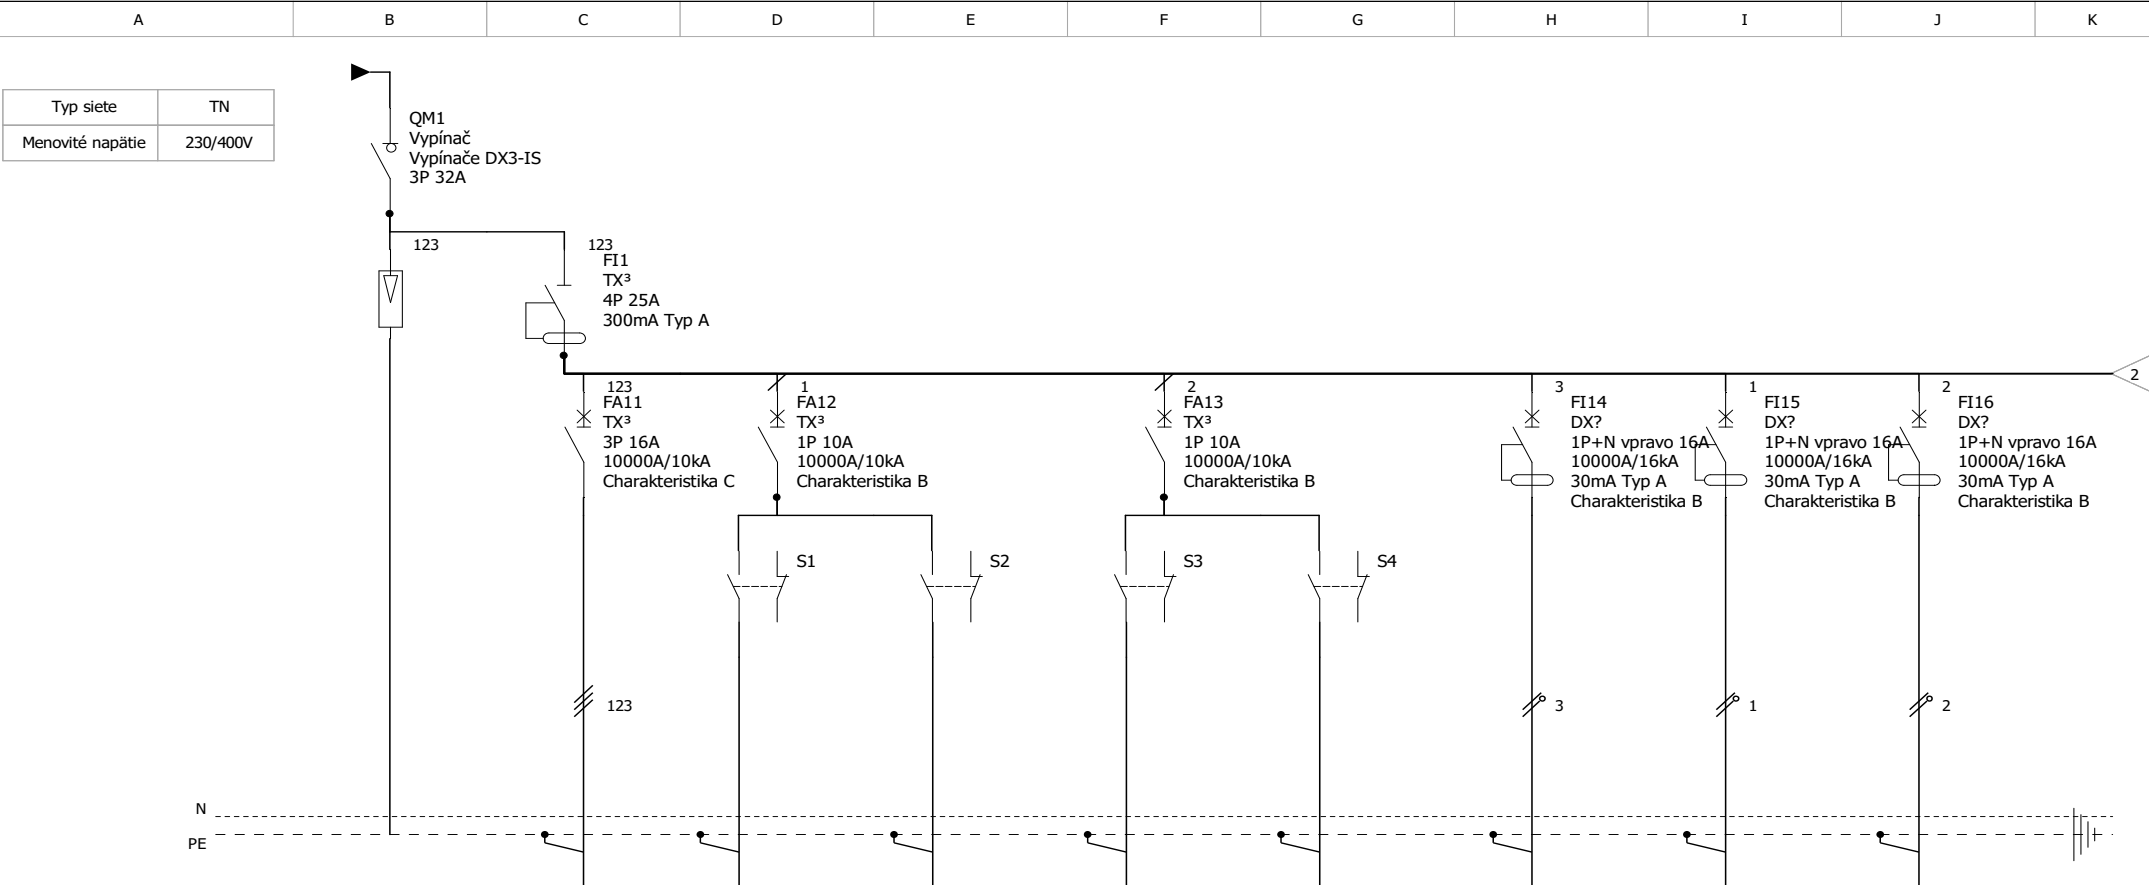 A B C D E F G H I J K
Typ siete TN
Menovité napätie 230/400V
QM1
Vypínač
Vypínače DX3-IS
3P 32A
123
123
FI1
TX³
4P 25A
300mA Typ A
2
123
FA11
TX³
3P 16A
10000A/10kA
Charakteristika C
1
FA12
TX³
1P 10A
10000A/10kA
Charakteristika B
2
FA13
TX³
1P 10A
10000A/10kA
Charakteristika B
3
FI14
DX?
1P+N vpravo 16A
10000A/16kA
30mA Typ A
Charakteristika B
1
FI15
DX?
1P+N vpravo 16A
10000A/16kA
30mA Typ A
Charakteristika B
2
FI16
DX?
1P+N vpravo 16A
10000A/16kA
30mA Typ A
Charakteristika B
S1
S2
S3
S4
123
3
1
2
N
PE